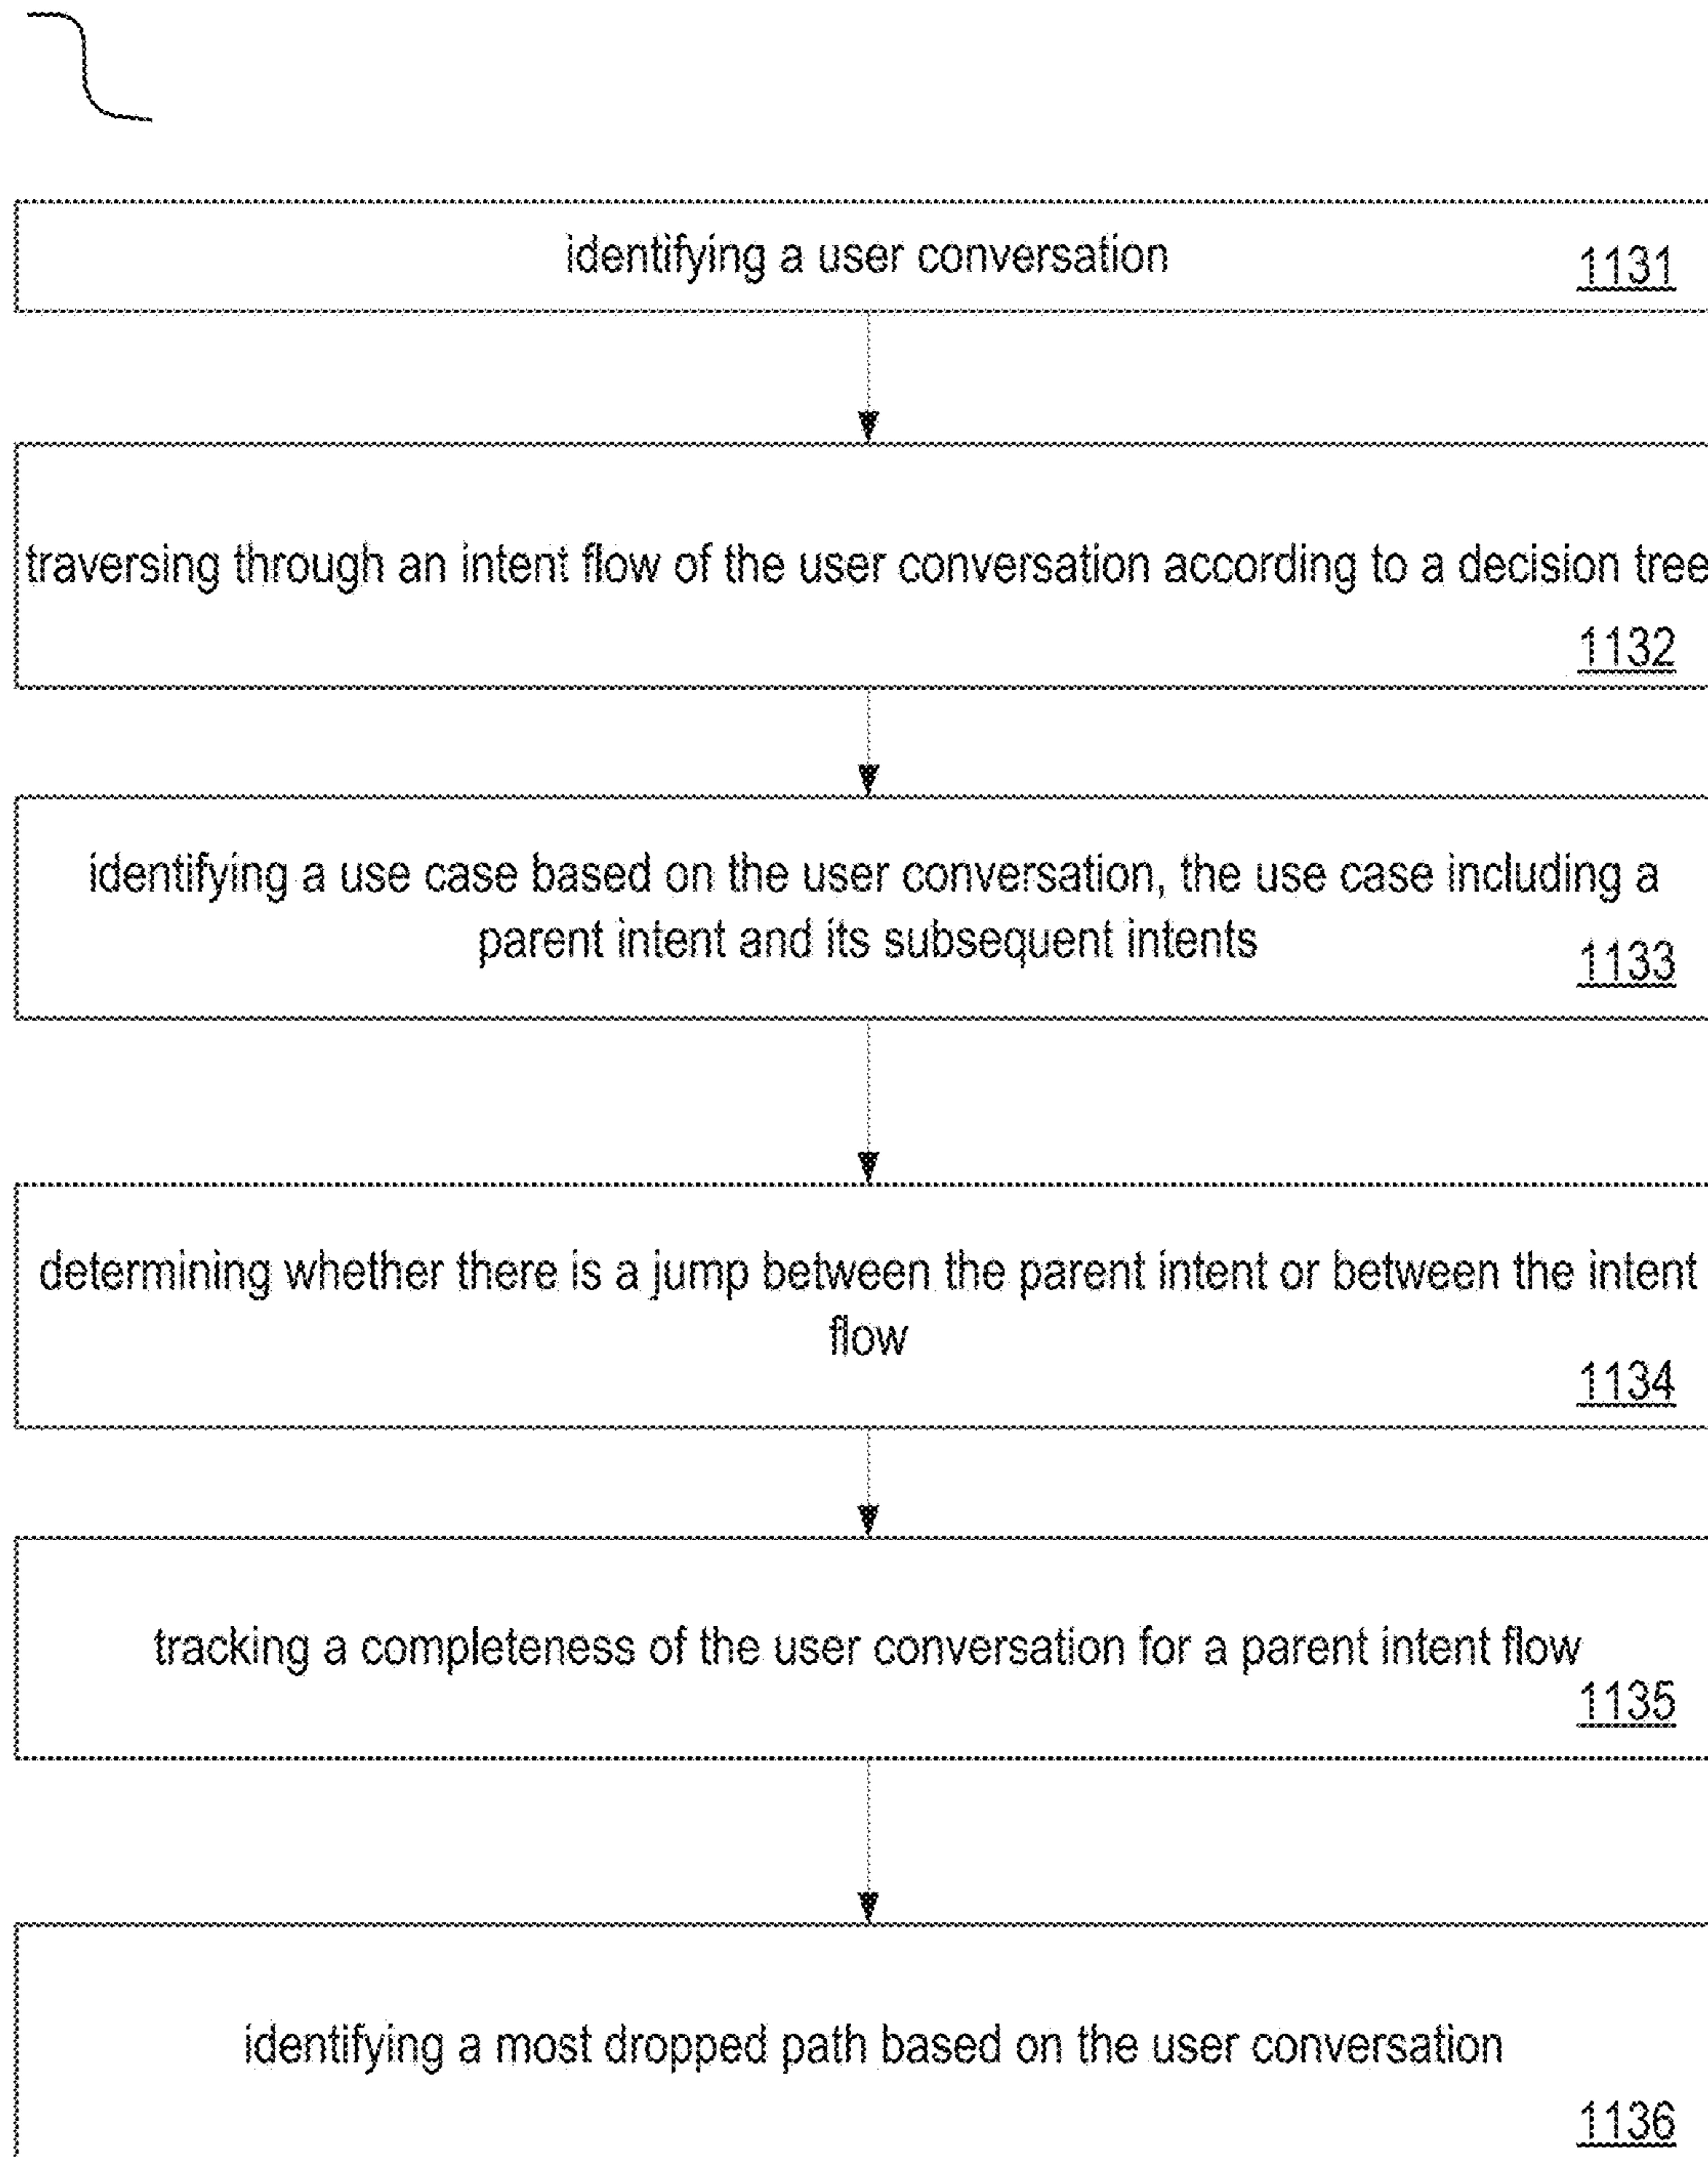 identifying a user conversation
1131
traversing through an intent flow of the user conversation according to a decision tree
1132
identifying a use case based on the user conversation, the use case including a
parent intent and its subsequent intents
1133
determining whether there is a jump between the parent intent or between the intent
flow
1134
tracking a completeness of the user conversation for a parent intent flow
1135
identifying a most dropped path based on the user conversation
1136